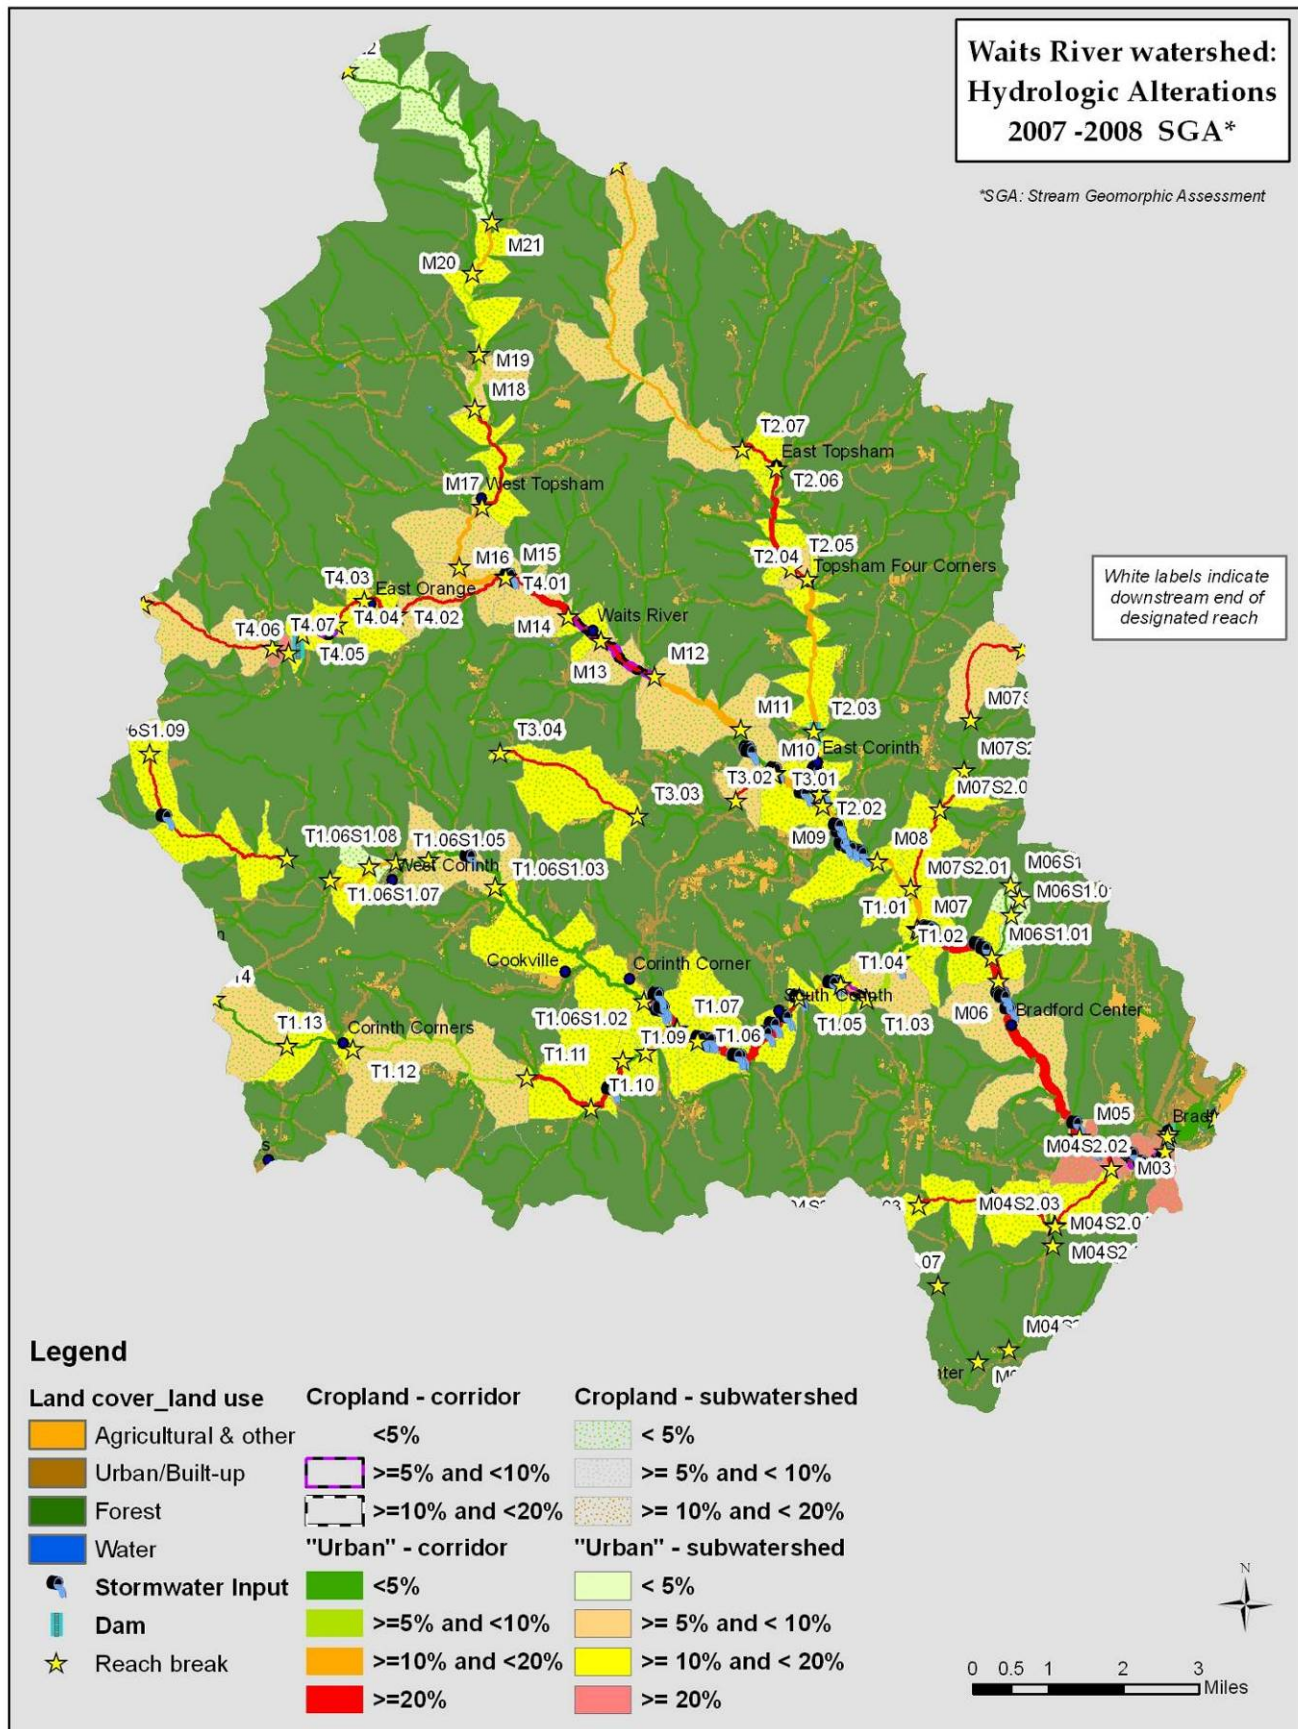 Waits River watershed:
Hydrologic Alterations
2007 -2008 SGA*
*SGA: Stream Geomorphic Assessment
M21
M20
M19
M18
T2.07
East Topsham
T2.06
M17
West Topsham
T2.05
T2.04
Topsham Four Corners
M16
M15
White labels indicate
downstream end of
designated reach
T4.03
East Orange
T4.01
T4.04
T4.02
M14
Waits River
T4.06
T4.07
T4.05
M13
M12
M11
T2.03
M10
East Corinth
T3.04
T3.02
T3.01
T3.03
T2.02
M09
M08
T1.06S1.08
T1.06S1.05
West Corinth
T1.06S1.03
T1.06S1.07
M07S2.01
T1.01
M07
M06S1.01
T1.02
T1.04
Cookville
Corinth Corner
South Corinth
M06
Bradford Center
T1.06S1.02
T1.07
T1.05
T1.03
T1.13
Corinth Corners
T1.09
T1.06
T1.12
T1.11
T1.10
M05
M04S2.02
M03
M04S2.03
Legend
Land cover_land use
Agricultural & other
Urban/Built-up
Forest
Water
Stormwater Input
Dam
Reach break
Cropland - corridor
<5%
>=5% and <10%
>=10% and <20%
"Urban" - corridor
<5%
>=5% and <10%
>=10% and <20%
>=20%
Cropland - subwatershed
< 5%
>= 5% and < 10%
>= 10% and < 20%
"Urban" - subwatershed
< 5%
>= 5% and < 10%
>= 10% and < 20%
>= 20%
N
0 0.5 1 2 3
Miles